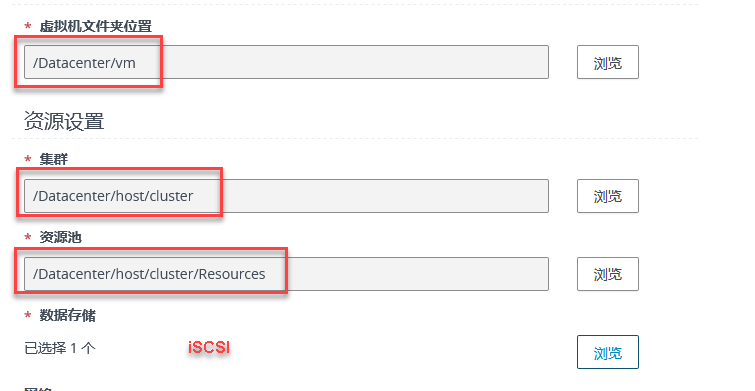 * 虚拟机文件夹位置
/Datacenter/vm
浏览
资源设置
* 集群
/Datacenter/host/cluster
浏览
* 资源池
/Datacenter/host/cluster/Resources
浏览
* 数据存储
已选择 1 个
iSCSI
浏览